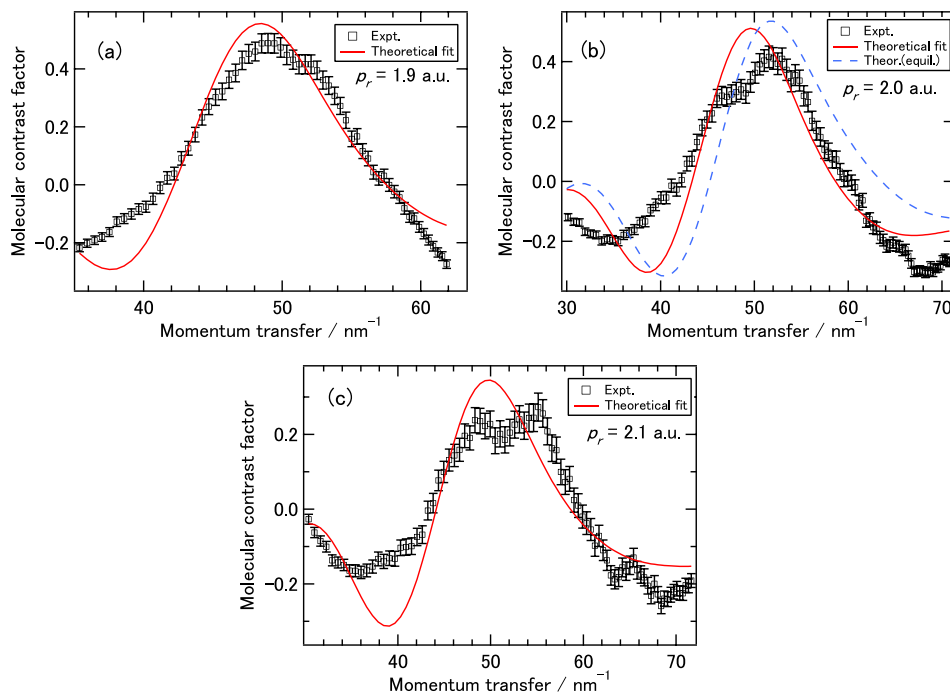 (a)
Expt.
Theoretical fit
pr = 1.9 a.u.
Molecular contrast factor
0.4
0.2
0.0
−0.2
40
50
60
Momentum transfer / nm⁻¹
(b)
Expt.
Theoretical fit
Theor.(equil.)
pr = 2.0 a.u.
Molecular contrast factor
0.4
0.2
0.0
−0.2
30
40
50
60
70
Momentum transfer / nm⁻¹
(c)
Expt.
Theoretical fit
pr = 2.1 a.u.
Molecular contrast factor
0.2
0.0
−0.2
40
50
60
70
Momentum transfer / nm⁻¹